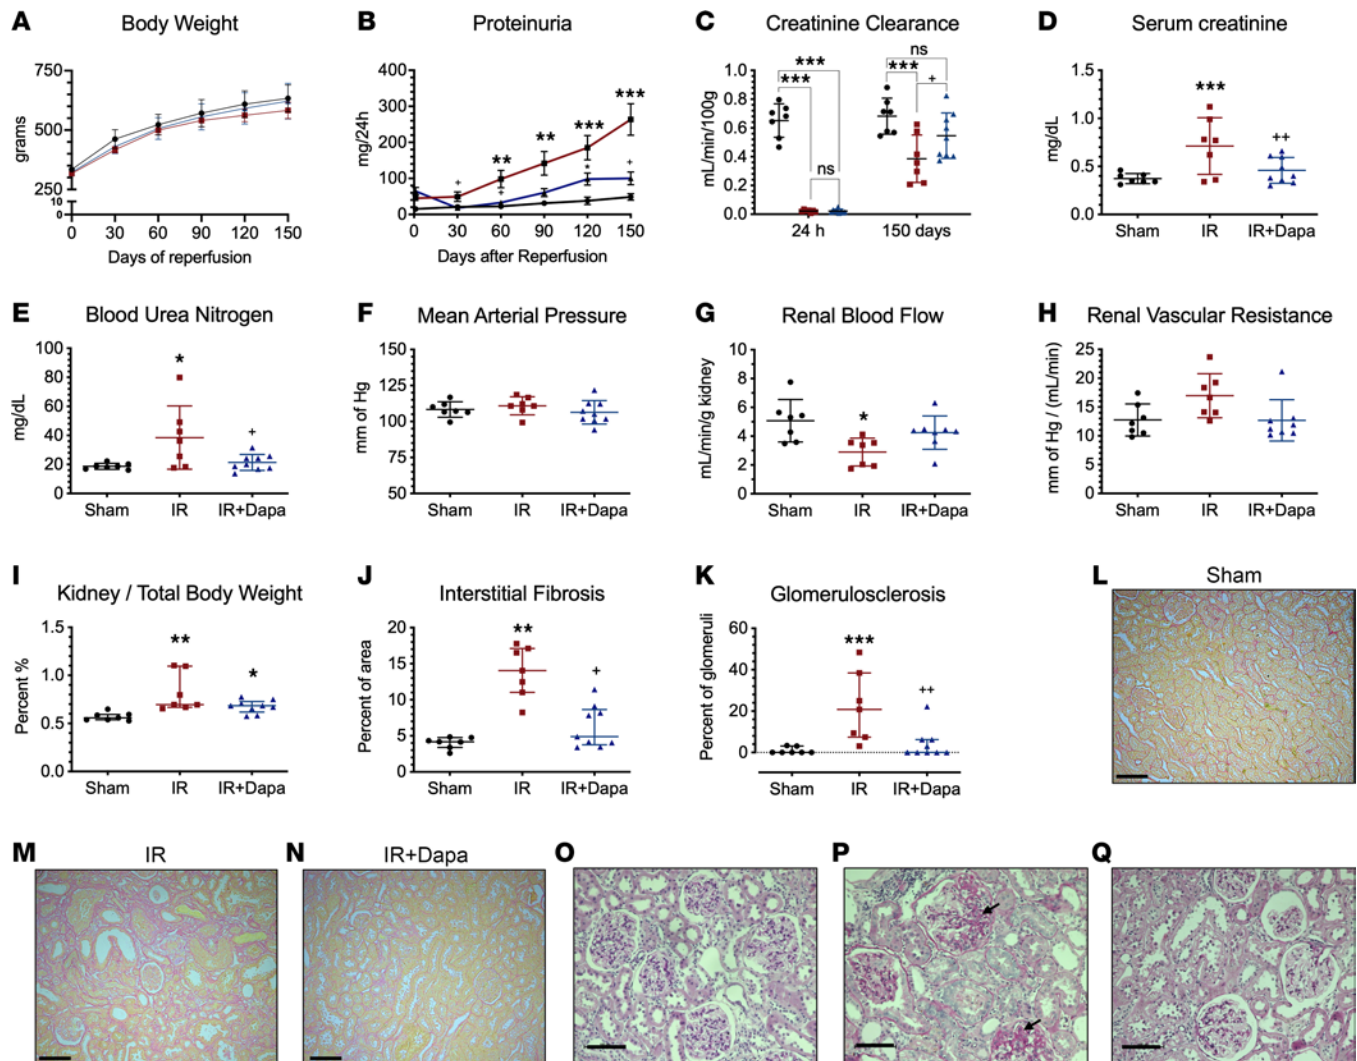 A Body Weight
750
500
250
10
0
grams
0 30 60 90 120 150
Days of reperfusion
B Proteinuria
400
300
200
100
0
mg/24h
***
**
**
***
+
+
*
+
0 30 60 90 120 150
Days after Reperfusion
C Creatinine Clearance
1.0
0.8
0.6
0.4
0.2
0.0
mL/min/100g
***
***
ns
ns
***
+
24 h 150 days
D Serum creatinine
1.5
1.0
0.5
0.0
mg/dL
***
++
Sham IR IR+Dapa
E Blood Urea Nitrogen
100
80
60
40
20
0
mg/dL
*
+
Sham IR IR+Dapa
F Mean Arterial Pressure
150
125
100
75
50
mm of Hg
Sham IR IR+Dapa
G Renal Blood Flow
10
8
6
4
2
0
mL/min/g kidney
*
Sham IR IR+Dapa
H Renal Vascular Resistance
25
20
15
10
5
0
mm of Hg / (mL/min)
Sham IR IR+Dapa
I Kidney / Total Body Weight
1.5
1.0
0.5
0.0
Percent %
**
*
Sham IR IR+Dapa
J Interstitial Fibrosis
20
15
10
5
0
Percent of area
**
+
Sham IR IR+Dapa
K Glomerulosclerosis
60
40
20
0
Percent of glomeruli
***
++
Sham IR IR+Dapa
L Sham
M IR
N IR+Dapa
O
P
Q